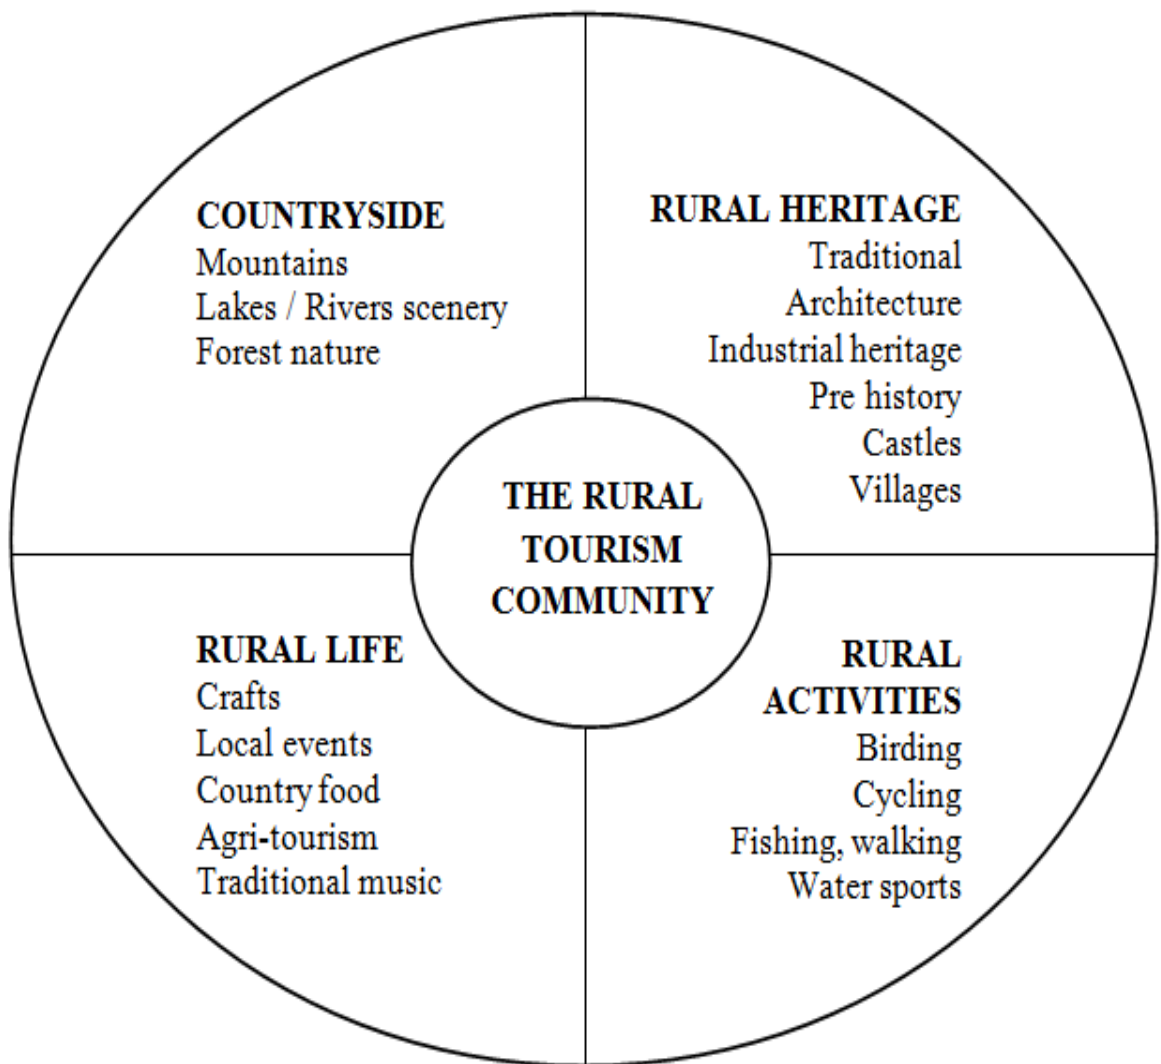 COUNTRYSIDE
Mountains
Lakes / Rivers scenery
Forest nature
RURAL HERITAGE
Traditional
Architecture
Industrial heritage
Pre history
Castles
Villages
THE RURAL
TOURISM
COMMUNITY
RURAL LIFE
Crafts
Local events
Country food
Agri-tourism
Traditional music
RURAL
ACTIVITIES
Birding
Cycling
Fishing, walking
Water sports